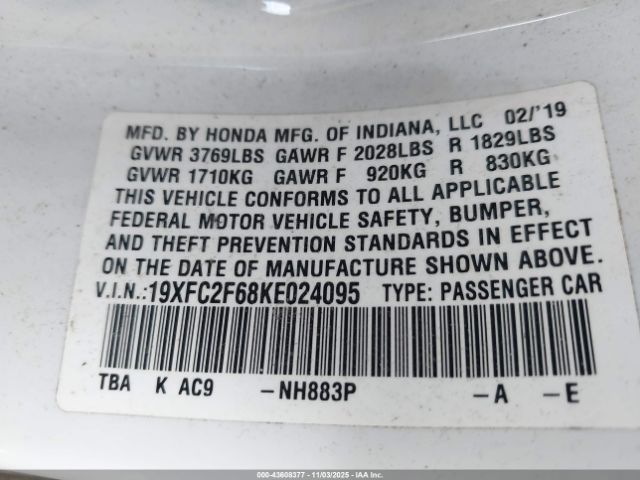 MFD. BY HONDA MFG. OF INDIANA, LLC 02/'19
GVWR 3769LBS GAWR F 2028LBS R 1829LBS
GVWR 1710KG GAWR F 920KG R 830KG
THIS VEHICLE CONFORMS TO ALL APPLICABLE
FEDERAL MOTOR VEHICLE SAFETY, BUMPER,
AND THEFT PREVENTION STANDARDS IN EFFECT
ON THE DATE OF MANUFACTURE SHOWN ABOVE.
V.I.N.:19XFC2F68KE024095 TYPE: PASSENGER CAR
TBA K AC9 -NH883P -A -E
000-43608377 - 11/03/2025 - IAA, Inc.